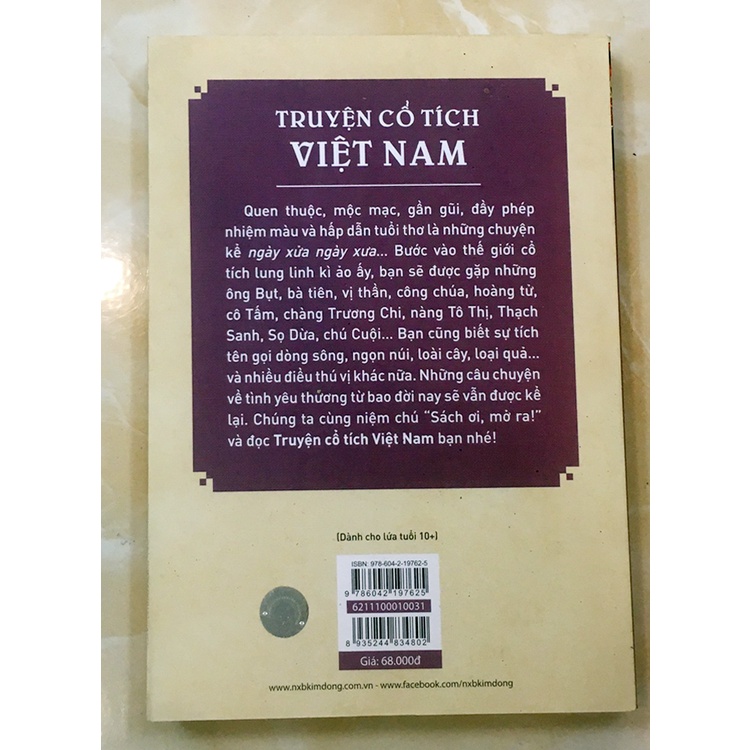 TRUYỆN CỔ TÍCH
VIỆT NAM
Quen thuộc, mộc mạc, gần gũi, đầy phép
nhiệm màu và hấp dẫn tuổi thơ là những chuyện
kể ngày xửa ngày xưa... Bước vào thế giới cổ
tích lung linh kì ảo ấy, bạn sẽ được gặp những
ông Bụt, bà tiên, vị thần, công chúa, hoàng tử,
cô Tấm, chàng Trương Chi, nàng Tô Thị, Thạch
Sanh, Sọ Dừa, chú Cuội... Bạn cũng biết sự tích
tên gọi dòng sông, ngọn núi, loài cây, loại quả...
và nhiều điều thú vị khác nữa. Những câu chuyện
về tình yêu thương từ bao đời nay sẽ vẫn được kể
lại. Chúng ta cùng niệm chú “Sách ơi, mở ra!”
và đọc Truyện cổ tích Việt Nam bạn nhé!
(Dành cho lứa tuổi 10+)
ISBN: 978-604-2-19762-5
9 786042 197625
6211100010031
8 935244 834802
Giá: 68.000đ
www.nxbkimdong.com.vn - www.facebook.com/nxbkimdong